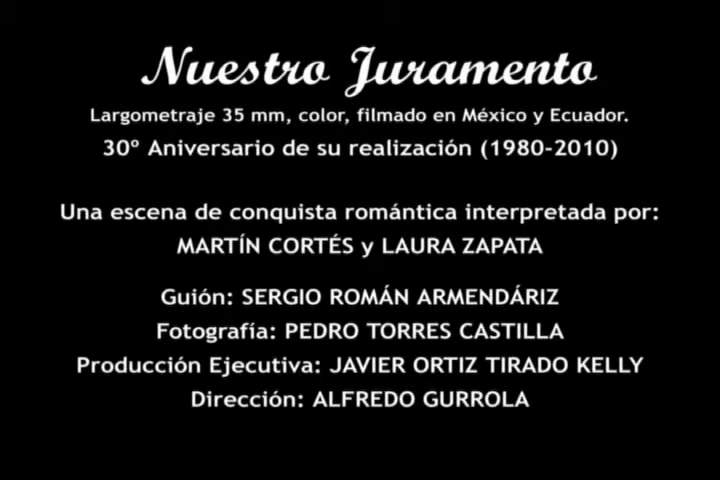 Nuestro Juramento
Largometraje 35 mm, color, filmado en México y Ecuador.
30º Aniversario de su realización (1980-2010)
Una escena de conquista romántica interpretada por:
MARTÍN CORTÉS y LAURA ZAPATA
Guión: SERGIO ROMÁN ARMENDÁRIZ
Fotografía: PEDRO TORRES CASTILLA
Producción Ejecutiva: JAVIER ORTIZ TIRADO KELLY
Dirección: ALFREDO GURROLA